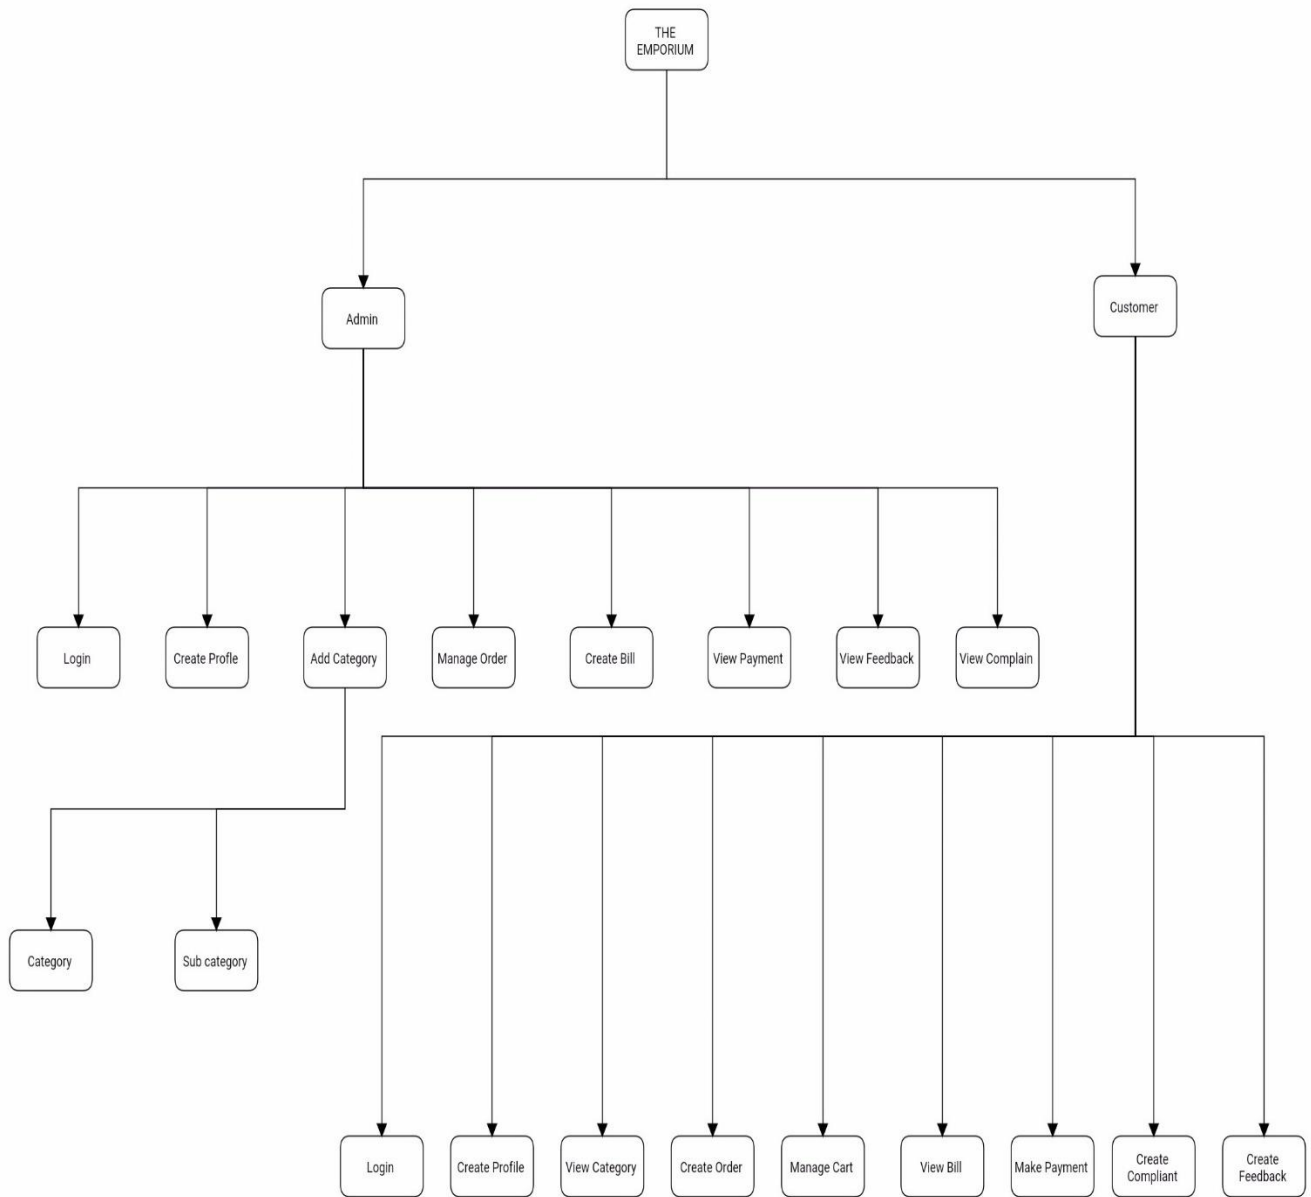 THE
EMPORIUM
Customer
Admin
Login
Create Profle
Add Category
Manage Order
Create Bill
View Payment
View Feedback
View Complain
Category
Sub category
Login
Create Profile
View Category
Create Order
Manage Cart
View Bill
Make Payment
Create
Compliant
Create
Feedback